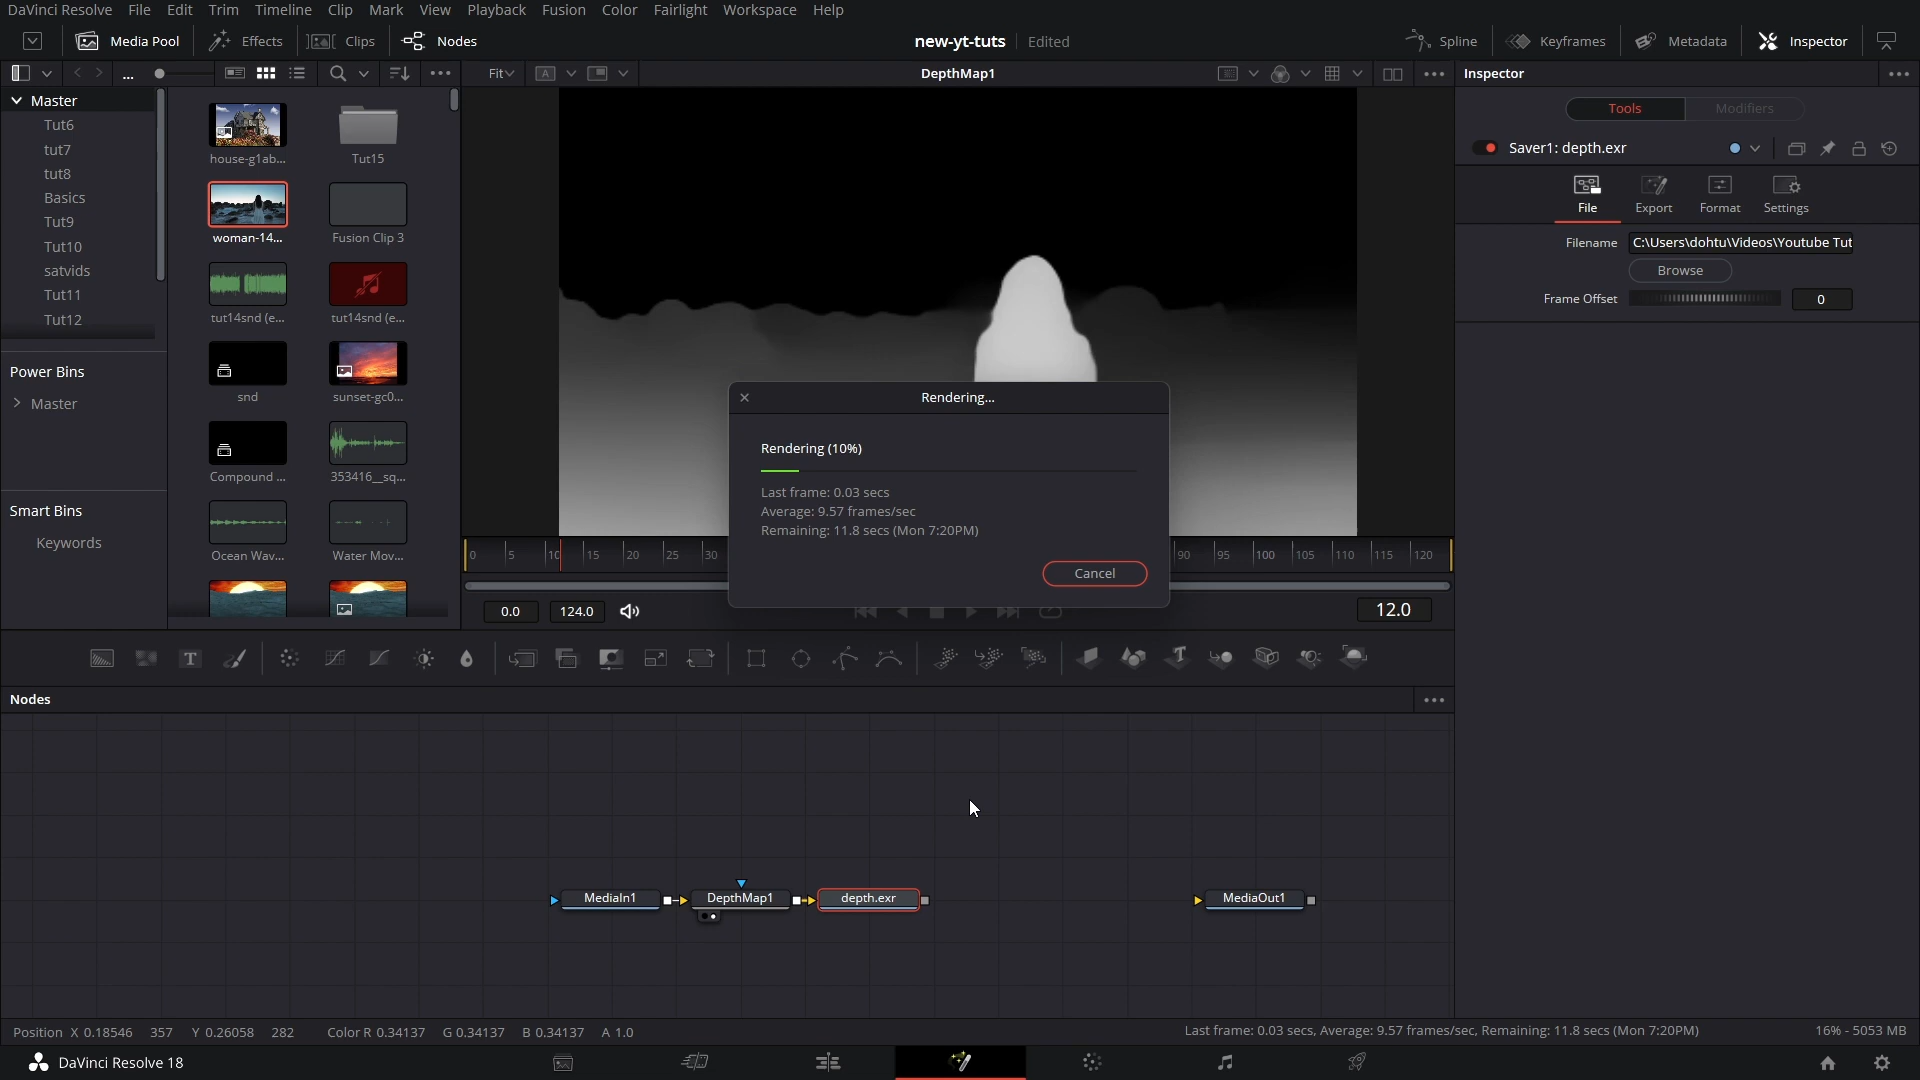 DaVinci Resolve File Edit Trim Timeline Clip Mark View Playback Fusion Color Fairlight Workspace Help
Media Pool Effects Clips Nodes new-yt-tuts Edited Spline Keyframes Metadata Inspector
... Fit A DepthMap1 Inspector
Master
Tut6
tut7
tut8
Basics
Tut9
Tut10
satvids
Tut11
Tut12
Power Bins
Master
Smart Bins
Keywords
house-g1ab... Tut15
woman-14... Fusion Clip 3
tut14snd (e... tut14snd (e...
snd sunset-gc0...
Compound ... 353416__sq...
Ocean Wav... Water Mov...
Rendering...
Rendering (10%)
Last frame: 0.03 secs
Average: 9.57 frames/sec
Remaining: 11.8 secs (Mon 7:20PM)
Cancel
0 5 10 15 20 25 30 90 95 100 105 110 115 120
0.0 124.0 12.0
Tools Modifiers
Saver1: depth.exr
File Export Format Settings
Filename C:\Users\dohtu\Videos\Youtube Tut
Browse
Frame Offset 0
T T
Nodes
MediaIn1 DepthMap1 depth.exr MediaOut1
Position X 0.18546 357 Y 0.26058 282 Color R 0.34137 G 0.34137 B 0.34137 A 1.0 Last frame: 0.03 secs, Average: 9.57 frames/sec, Remaining: 11.8 secs (Mon 7:20PM) 16% - 5053 MB
DaVinci Resolve 18